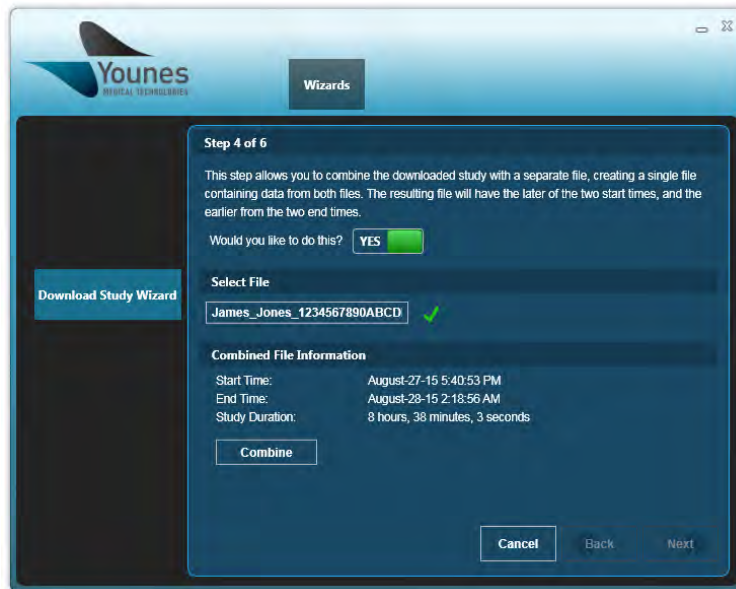 Younes
MEDICAL TECHNOLOGIES
Wizards
Download Study Wizard
Step 4 of 6
This step allows you to combine the downloaded study with a separate file, creating a single file
containing data from both files. The resulting file will have the later of the two start times, and the
earlier from the two end times.
Would you like to do this? YES
Select File
James_Jones_1234567890ABCD
Combined File Information
Start Time: August-27-15 5:40:53 PM
End Time: August-28-15 2:18:56 AM
Study Duration: 8 hours, 38 minutes, 3 seconds
Combine
Cancel Back Next